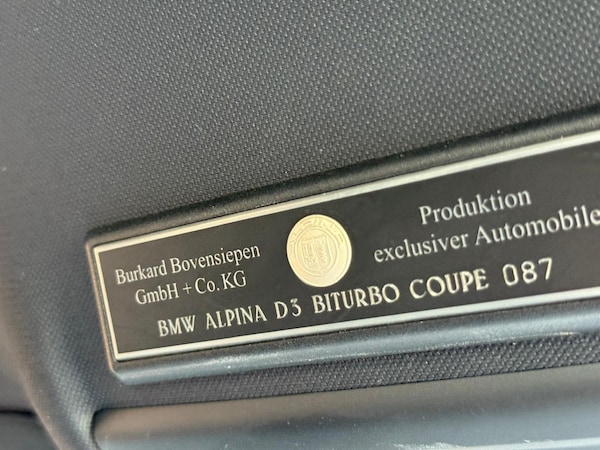 Burkard Bovensiepen
GmbH + Co. KG
Produktion
exclusiver Automobile
BMW ALPINA D3 BITURBO COUPE 087